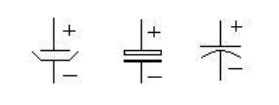 + + +
− − −